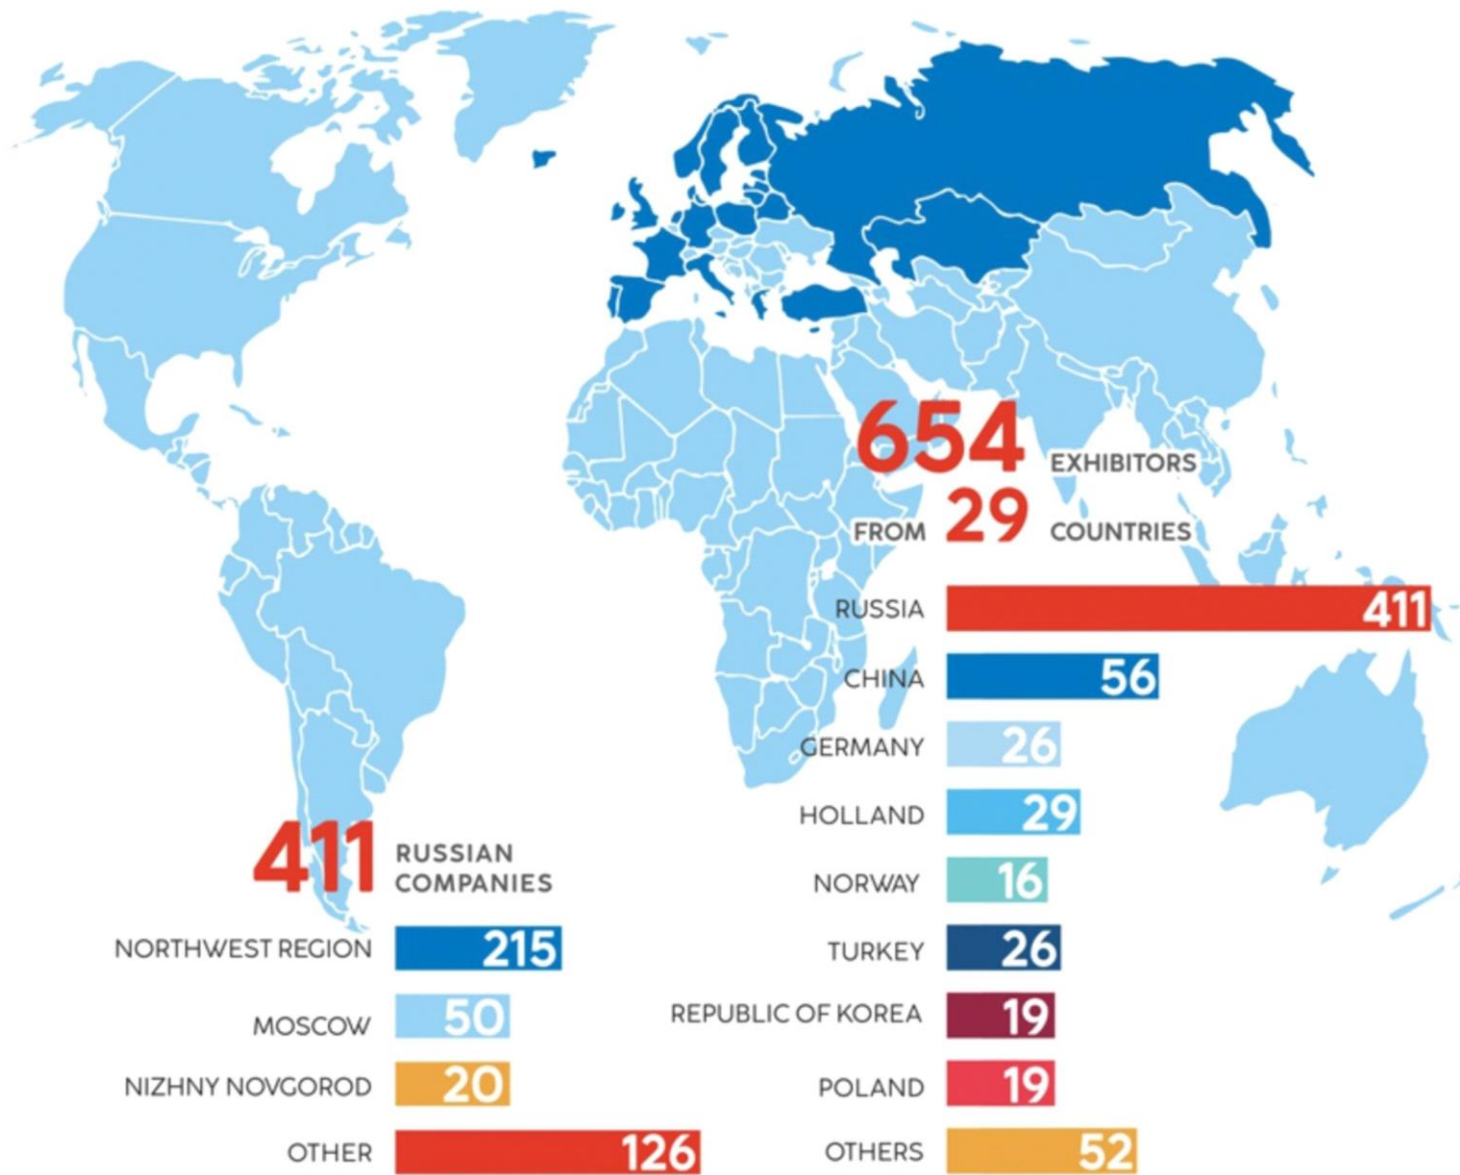 654 EXHIBITORS
FROM 29 COUNTRIES
RUSSIA 411
CHINA 56
GERMANY 26
HOLLAND 29
NORWAY 16
TURKEY 26
REPUBLIC OF KOREA 19
POLAND 19
OTHERS 52
411 RUSSIAN
COMPANIES
NORTHWEST REGION 215
MOSCOW 50
NIZHNY NOVGOROD 20
OTHER 126